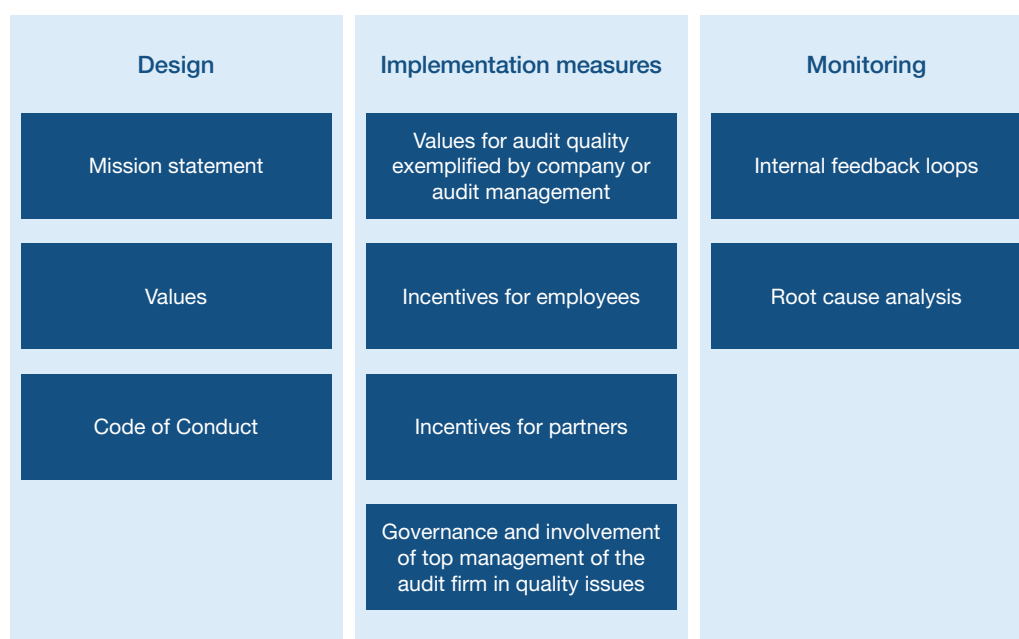 Design
Mission statement
Values
Code of Conduct
Implementation measures
Values for audit quality
exemplified by company or
audit management
Incentives for employees
Incentives for partners
Governance and involvement
of top management of the
audit firm in quality issues
Monitoring
Internal feedback loops
Root cause analysis